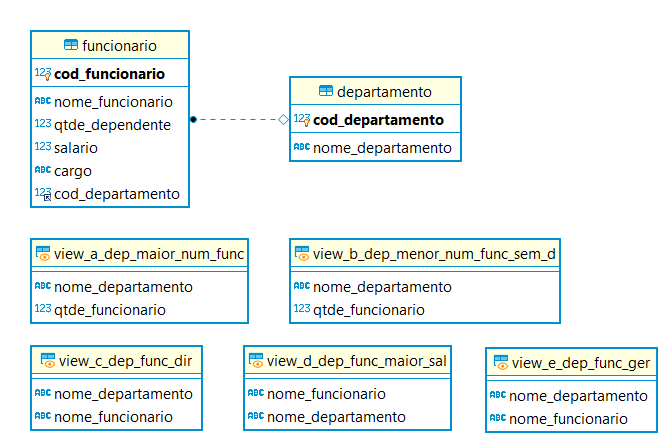 funcionario
123 cod_funcionario
ABC nome_funcionario
123 qtde_dependente
123 salario
ABC cargo
123 cod_departamento
departamento
123 cod_departamento
ABC nome_departamento
view_a_dep_maior_num_func
ABC nome_departamento
123 qtde_funcionario
view_b_dep_menor_num_func_sem_d
ABC nome_departamento
123 qtde_funcionario
view_c_dep_func_dir
ABC nome_departamento
ABC nome_funcionario
view_d_dep_func_maior_sal
ABC nome_funcionario
ABC nome_departamento
view_e_dep_func_ger
ABC nome_departamento
ABC nome_funcionario